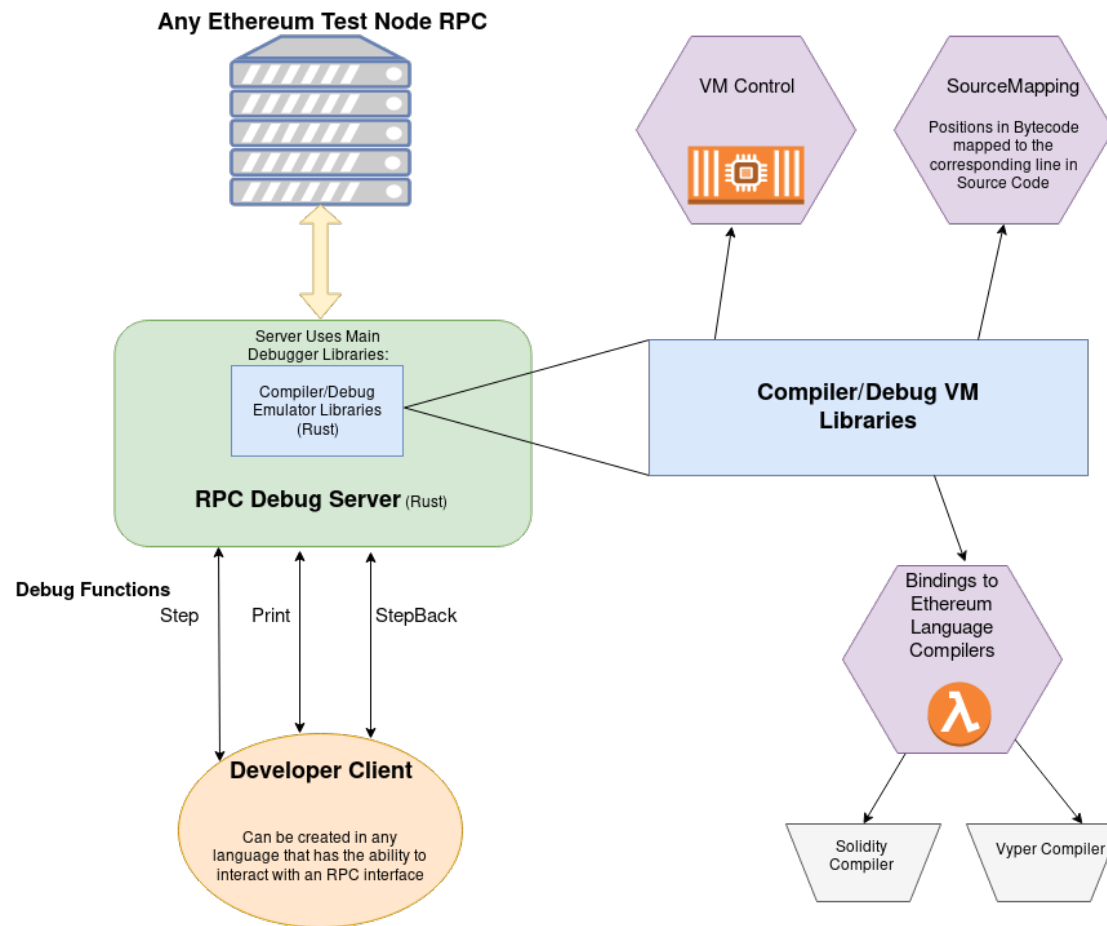 Any Ethereum Test Node RPC
VM Control
SourceMapping
Positions in Bytecode
mapped to the
corresponding line in
Source Code
Server Uses Main
Debugger Libraries:
Compiler/Debug
Emulator Libraries
(Rust)
RPC Debug Server (Rust)
Compiler/Debug VM
Libraries
Debug Functions
Step
Print
StepBack
Bindings to
Ethereum
Language
Compilers
λ
Developer Client
Can be created in any
language that has the ability to
interact with an RPC interface
Solidity
Compiler
Vyper Compiler